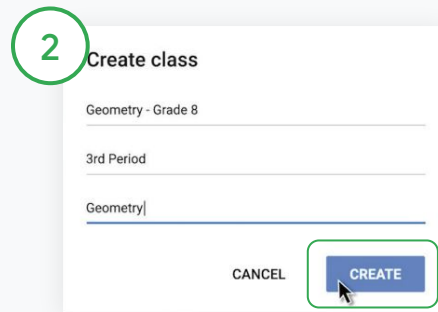 2
Create class
Geometry - Grade 8
3rd Period
Geometry
CANCEL CREATE